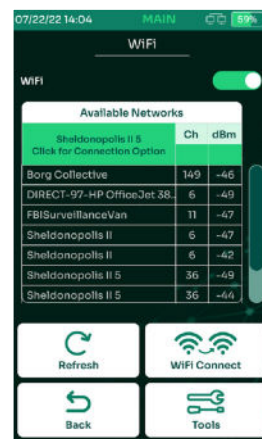 07/22/22 14:04 MAIN 59%
WiFi
WiFi
Available Networks
Sheldonopolis II 5
Click for Connection Option
Ch dBm
Borg Collective 149 -46
DIRECT-97-HP OfficeJet 38.. 6 -49
FBISurveillanceVan 11 -47
Sheldonopolis II 6 -47
Sheldonopolis II 6 -42
Sheldonopolis II 5 36 -49
Sheldonopolis II 5 36 -44
Refresh WiFi Connect
Back Tools